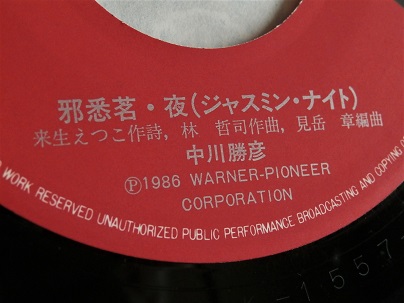 邪悉茗・夜(ジャスミン・ナイト)
来生えつこ作詩, 林 哲司作曲, 見岳 章編曲
中川勝彦
Ⓟ1986 WARNER-PIONEER
CORPORATION
WORK RESERVED UNAUTHORIZED PUBLIC PERFORMANCE BROADCASTING AND COPYING O
1557